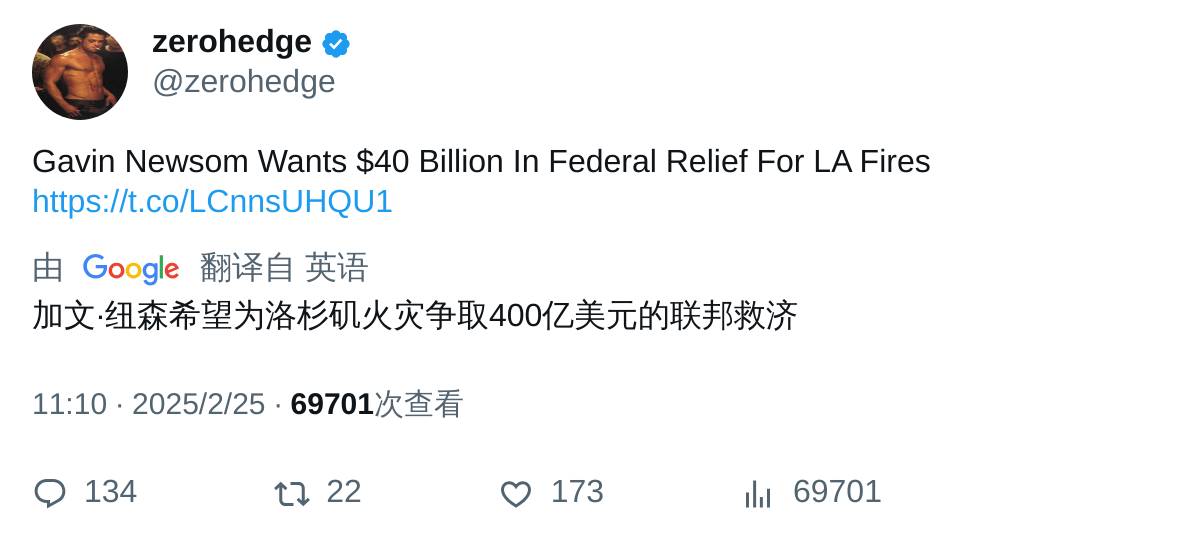 zerohedge
@zerohedge
Gavin Newsom Wants $40 Billion In Federal Relief For LA Fires
https://t.co/LCnnsUHQU1
由 Google 翻译自 英语
加文·纽森希望为洛杉矶火灾争取400亿美元的联邦救济
11:10 · 2025/2/25 · 69701次查看
134 22 173 69701